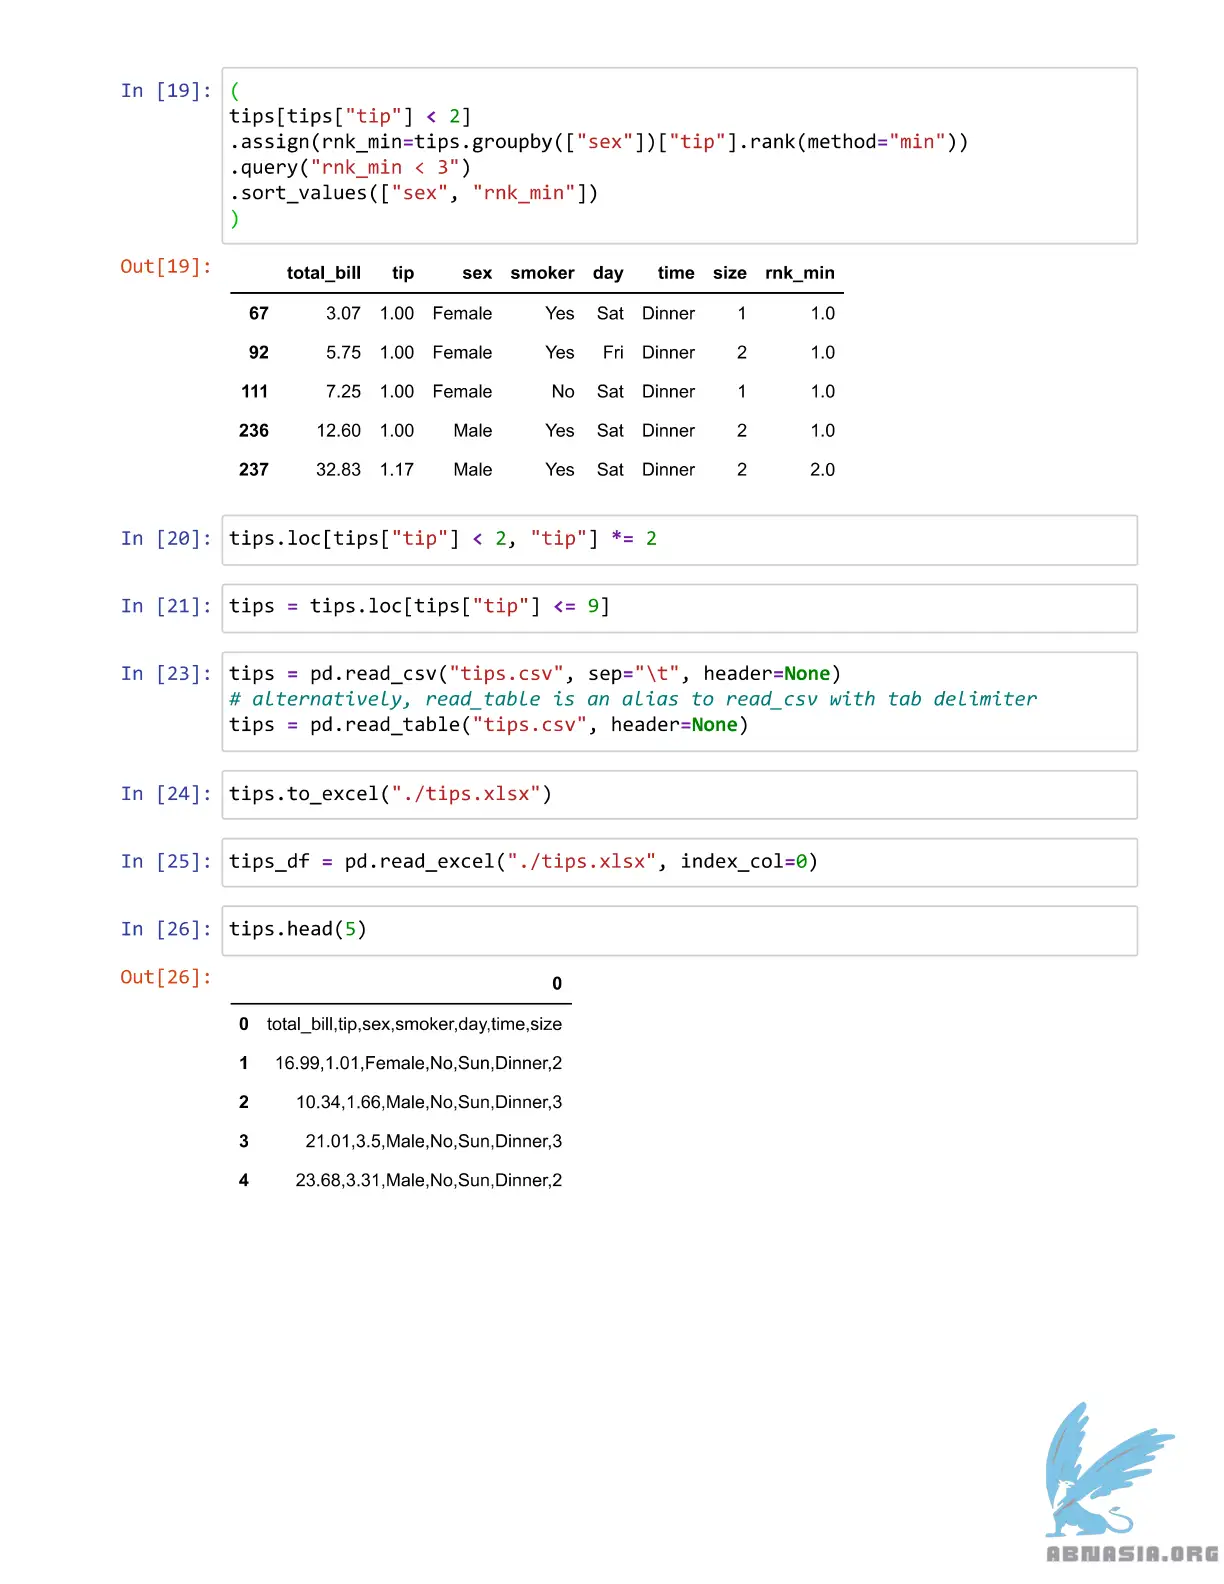 In [19]: (
tips[tips["tip"] < 2]
.assign(rnk_min=tips.groupby(["sex"])["tip"].rank(method="min"))
.query("rnk_min < 3")
.sort_values(["sex", "rnk_min"])
)
Out[19]: total_bill tip sex smoker day time size rnk_min
67 3.07 1.00 Female Yes Sat Dinner 1 1.0
92 5.75 1.00 Female Yes Fri Dinner 2 1.0
111 7.25 1.00 Female No Sat Dinner 1 1.0
236 12.60 1.00 Male Yes Sat Dinner 2 1.0
237 32.83 1.17 Male Yes Sat Dinner 2 2.0
In [20]: tips.loc[tips["tip"] < 2, "tip"] *= 2
In [21]: tips = tips.loc[tips["tip"] <= 9]
In [23]: tips = pd.read_csv("tips.csv", sep="\t", header=None)
# alternatively, read_table is an alias to read_csv with tab delimiter
tips = pd.read_table("tips.csv", header=None)
In [24]: tips.to_excel("./tips.xlsx")
In [25]: tips_df = pd.read_excel("./tips.xlsx", index_col=0)
In [26]: tips.head(5)
Out[26]: 0
0 total_bill,tip,sex,smoker,day,time,size
1 16.99,1.01,Female,No,Sun,Dinner,2
2 10.34,1.66,Male,No,Sun,Dinner,3
3 21.01,3.5,Male,No,Sun,Dinner,3
4 23.68,3.31,Male,No,Sun,Dinner,2
ABNASIA.ORG